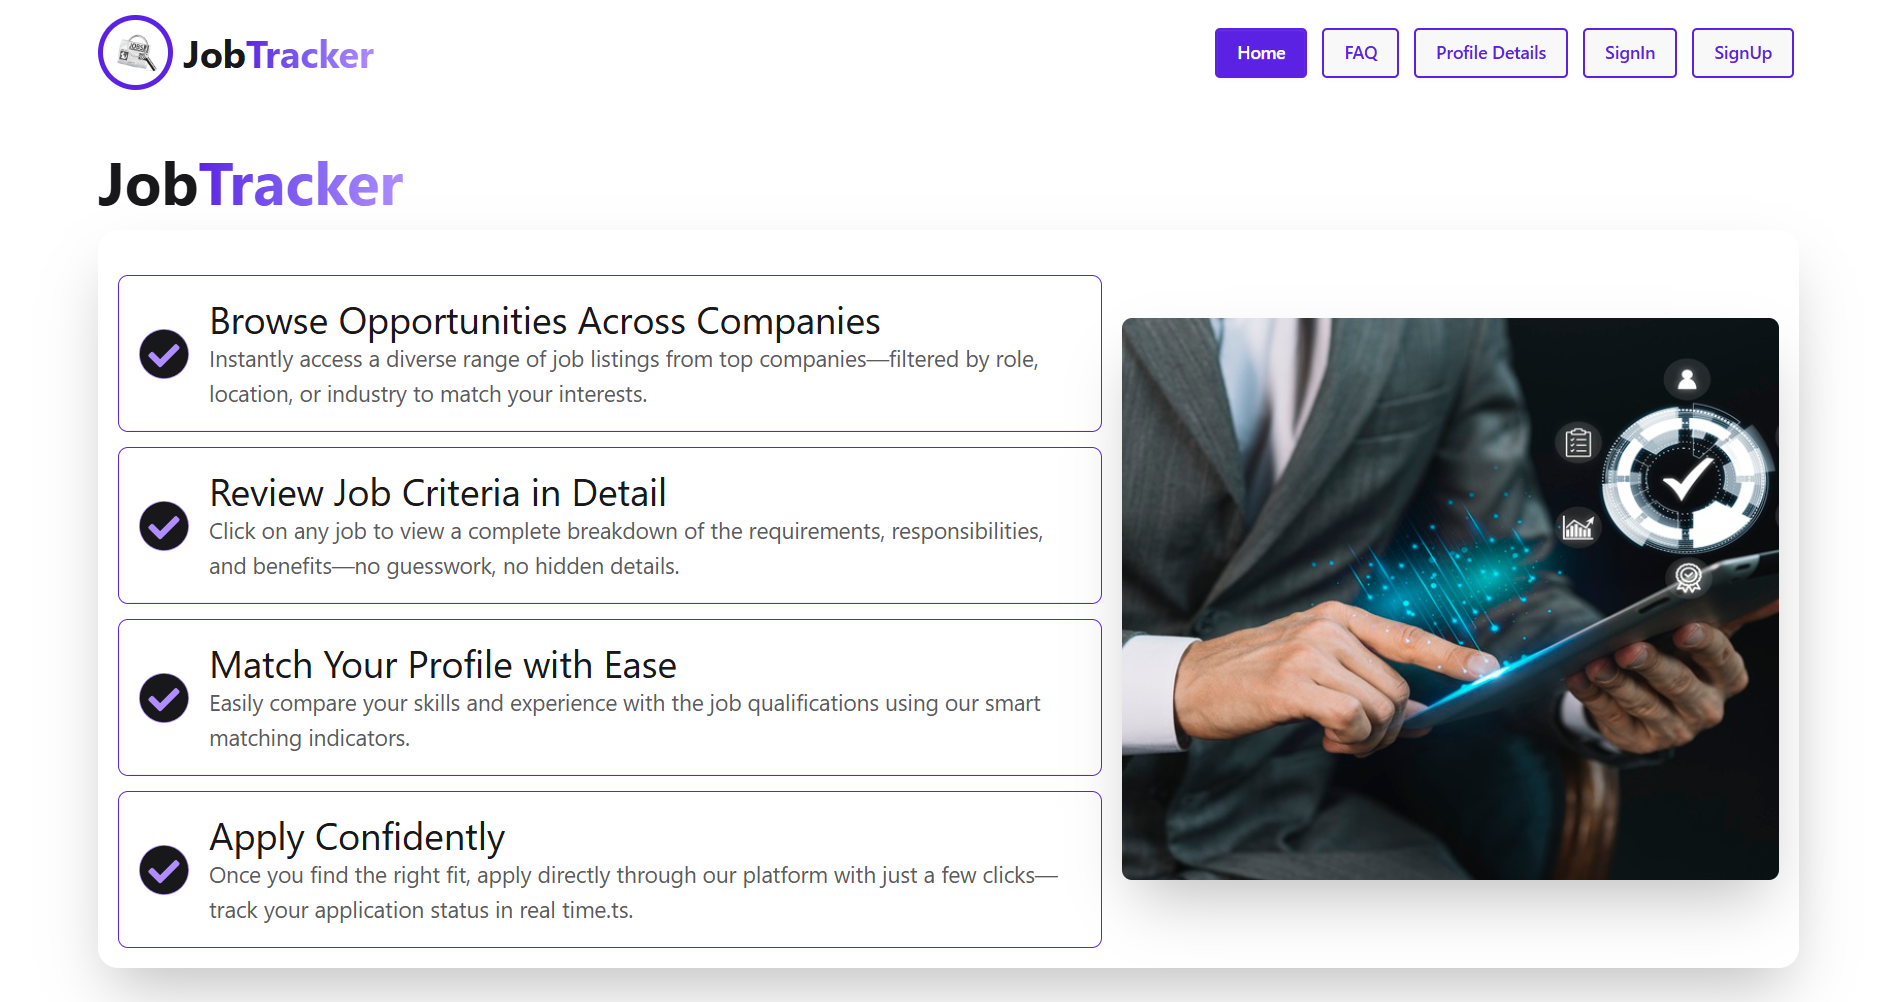 JOBS
JobTracker
Home
FAQ
Profile Details
SignIn
SignUp
JobTracker
Browse Opportunities Across Companies
Instantly access a diverse range of job listings from top companies—filtered by role,
location, or industry to match your interests.
Review Job Criteria in Detail
Click on any job to view a complete breakdown of the requirements, responsibilities,
and benefits—no guesswork, no hidden details.
Match Your Profile with Ease
Easily compare your skills and experience with the job qualifications using our smart
matching indicators.
Apply Confidently
Once you find the right fit, apply directly through our platform with just a few clicks—
track your application status in real time.ts.